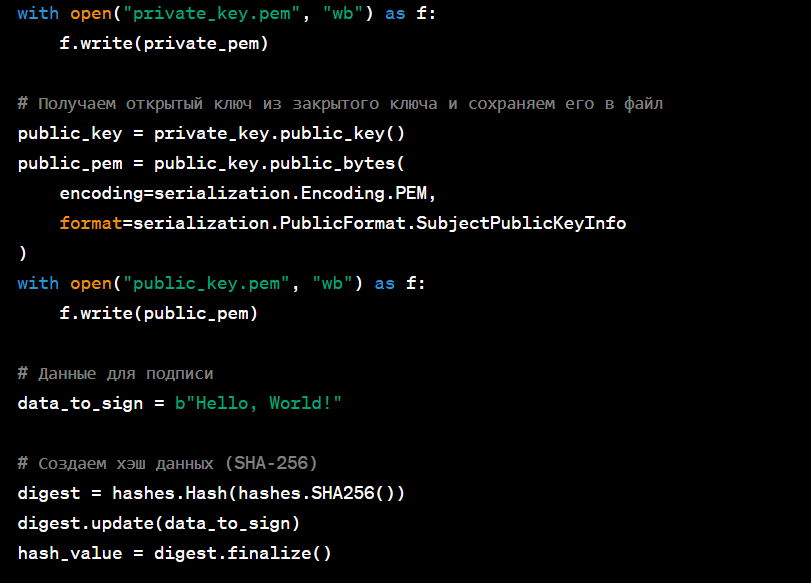 with open("private_key.pem", "wb") as f:
    f.write(private_pem)

# Получаем открытый ключ из закрытого ключа и сохраняем его в файл
public_key = private_key.public_key()
public_pem = public_key.public_bytes(
    encoding=serialization.Encoding.PEM,
    format=serialization.PublicFormat.SubjectPublicKeyInfo
)
with open("public_key.pem", "wb") as f:
    f.write(public_pem)

# Данные для подписи
data_to_sign = b"Hello, World!"

# Создаем хэш данных (SHA-256)
digest = hashes.Hash(hashes.SHA256())
digest.update(data_to_sign)
hash_value = digest.finalize()